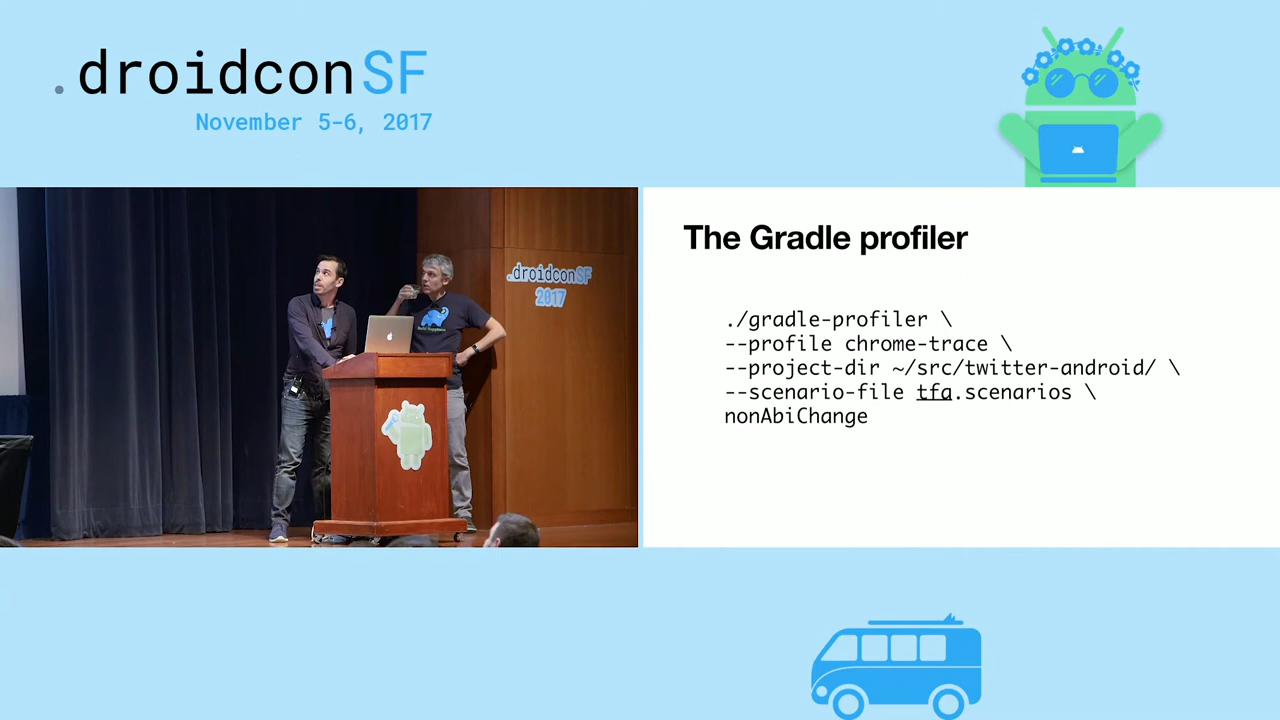 .droidconSF
November 5-6, 2017
.droidconSF
2017
The Gradle profiler
./gradle-profiler \
--profile chrome-trace \
--project-dir ~/src/twitter-android/ \
--scenario-file tfa.scenarios \
nonAbiChange